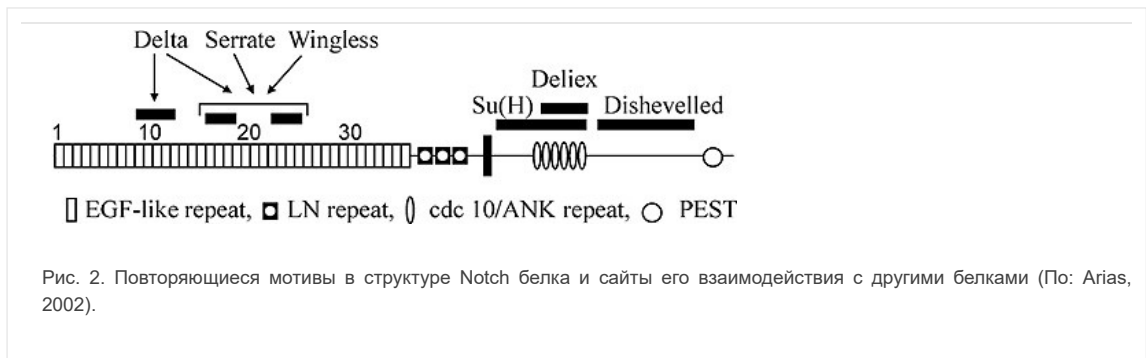 Delta Serrate Wingless
Deliex
Su(H) Dishevelled
1 10 20 30
EGF-like repeat, LN repeat, cdc 10/ANK repeat, PEST
Рис. 2. Повторяющиеся мотивы в структуре Notch белка и сайты его взаимодействия с другими белками (По: Arias,
2002).